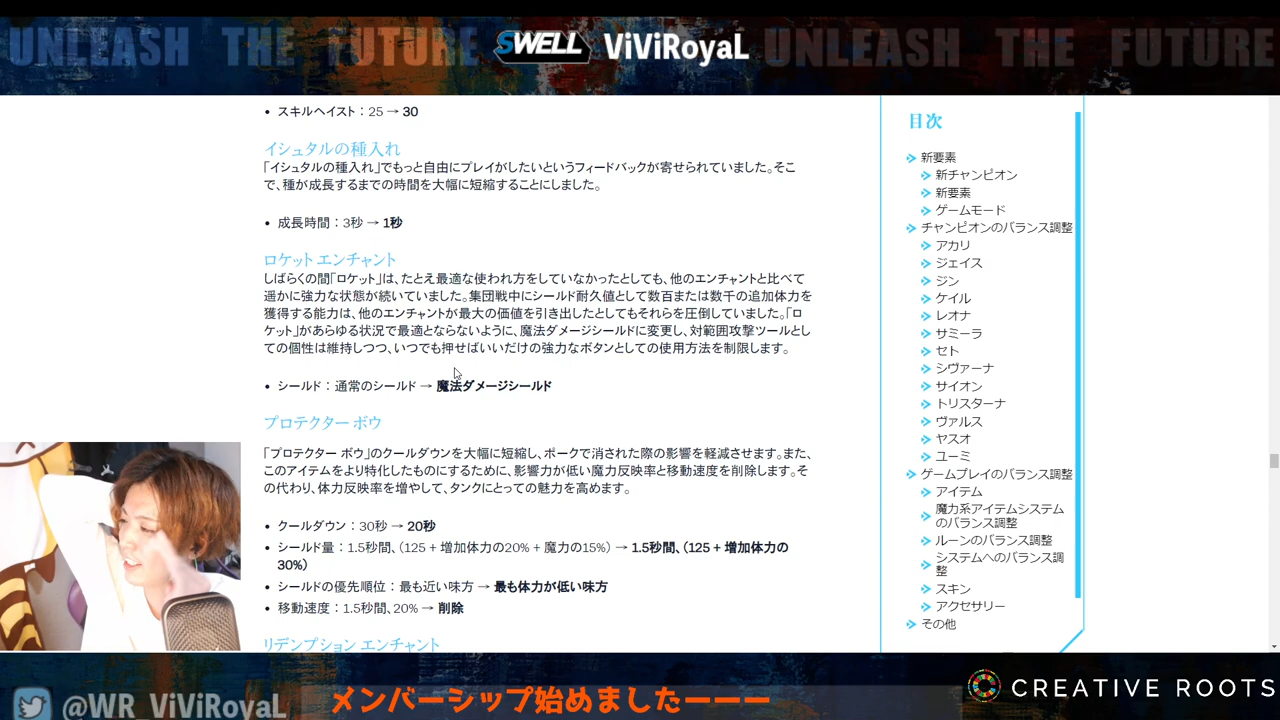 UNLEASH THE FUTURE SWELL ViViRoyaL UNLEASH THE FUTURE
• スキルヘイスト：25 → 30
イシュタルの種入れ
「イシュタルの種入れ」でもっと自由にプレイがしたいというフィードバックが寄せられていました。そこ
で、種が成長するまでの時間を大幅に短縮することにしました。
• 成長時間：3秒 → 1秒
ロケット エンチャント
しばらくの間「ロケット」は、たとえ最適な使われ方をしていなかったとしても、他のエンチャントと比べて
遥かに強力な状態が続いていました。集団戦中にシールド耐久値として数百または数千の追加体力を
獲得する能力は、他のエンチャントが最大の価値を引き出したとしてもそれらを圧倒していました。「ロ
ケット」があらゆる状況で最適とならないように、魔法ダメージシールドに変更し、対範囲攻撃ツールとし
ての個性は維持しつつ、いつでも押せばいいだけの強力なボタンとしての使用方法を制限します。
• シールド：通常のシールド → 魔法ダメージシールド
プロテクター ボウ
「プロテクター ボウ」のクールダウンを大幅に短縮し、ポークで消された際の影響を軽減させます。また、
このアイテムをより特化したものにするために、影響力が低い魔力反映率と移動速度を削除します。そ
の代わり、体力反映率を増やして、タンクにとっての魅力を高めます。
• クールダウン：30秒 → 20秒
• シールド量：1.5秒間、（125 + 増加体力の20% + 魔力の15%） → 1.5秒間、（125 + 増加体力の
30%）
• シールドの優先順位：最も近い味方 → 最も体力が低い味方
• 移動速度：1.5秒間、20% → 削除
リデンプション エンチャント
目次
新要素
新チャンピオン
新要素
ゲームモード
チャンピオンのバランス調整
アカリ
ジェイス
ジン
ケイル
レオナ
サミーラ
セト
シヴァーナ
サイオン
トリスターナ
ヴァルス
ヤスオ
ユーミ
ゲームプレイのバランス調整
アイテム
魔力系アイテムシステム
のバランス調整
ルーンのバランス調整
システムへのバランス調
整
スキン
アクセサリー
その他
@WR_ViViRoyaL メンバーシップ始めましたーーー CREATIVE ROOTS